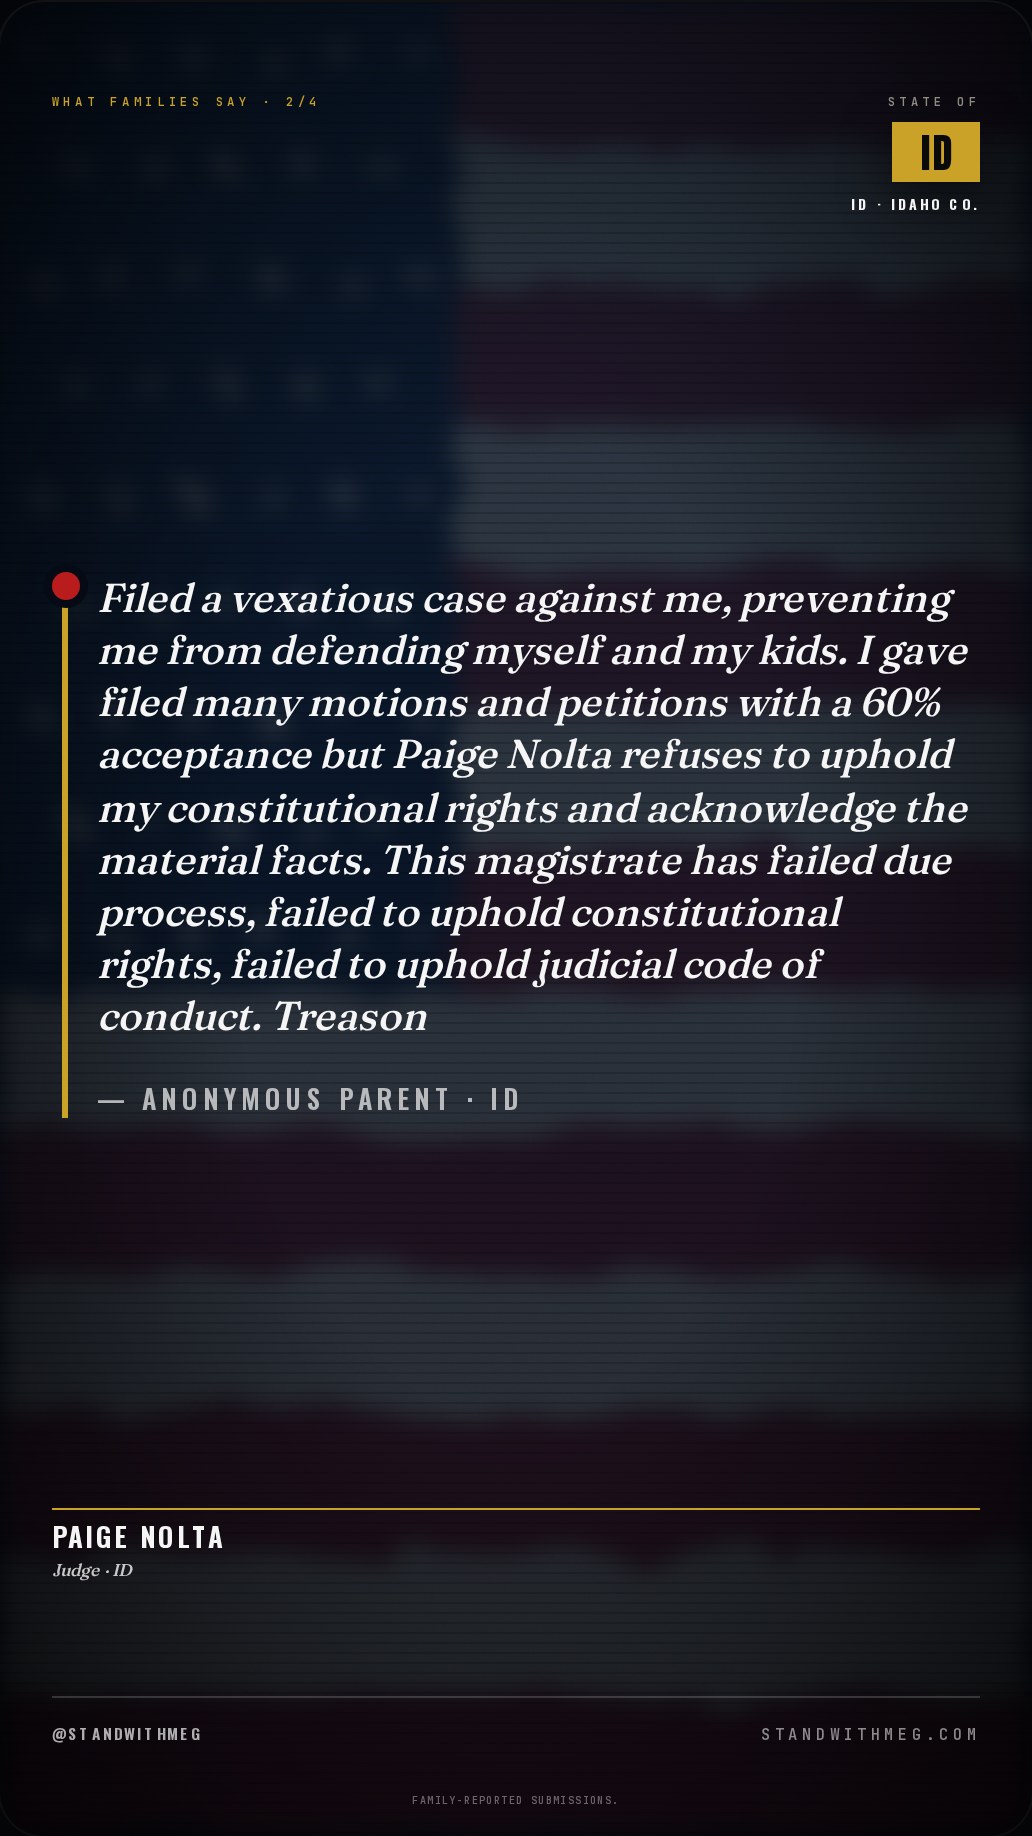 WHAT FAMILIES SAY · 2/4
STATE OF
ID
ID · IDAHO CO.
Filed a vexatious case against me, preventing
me from defending myself and my kids. I gave
filed many motions and petitions with a 60%
acceptance but Paige Nolta refuses to uphold
my constitutional rights and acknowledge the
material facts. This magistrate has failed due
process, failed to uphold constitutional
rights, failed to uphold judicial code of
conduct. Treason
— ANONYMOUS PARENT · ID
PAIGE NOLTA
Judge · ID
@STANDWITHMEG
STANDWITHMEG.COM
FAMILY-REPORTED SUBMISSIONS.